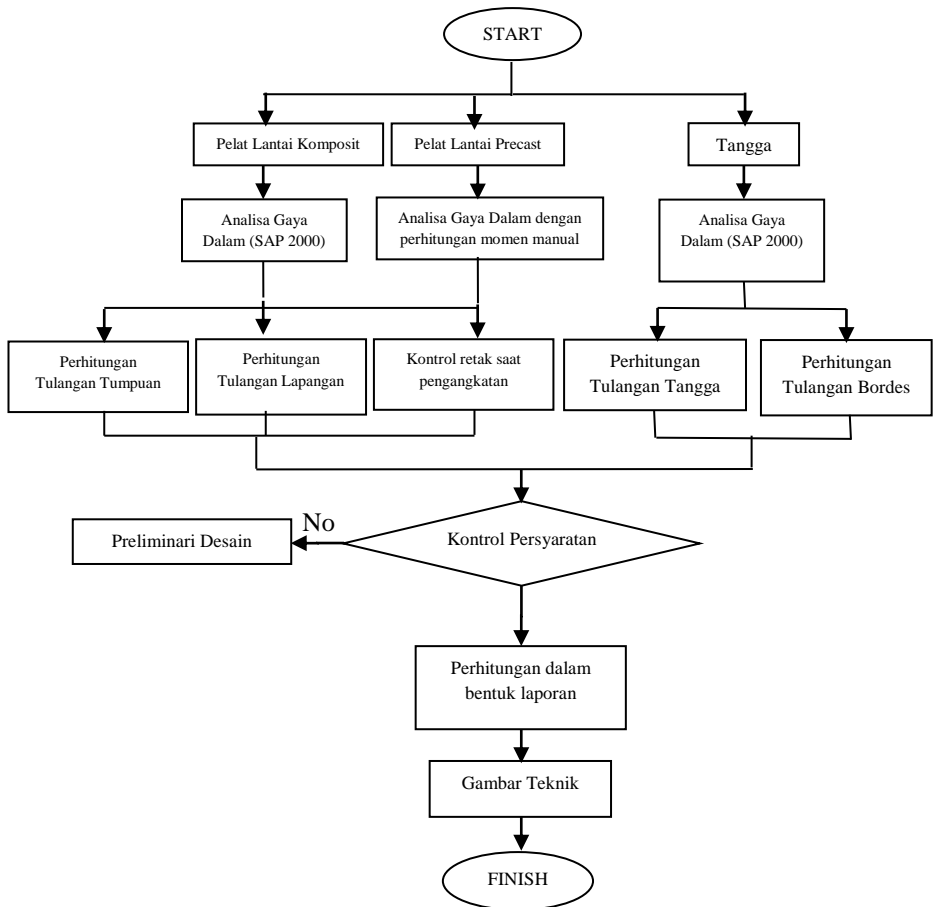 START
Pelat Lantai Komposit
Pelat Lantai Precast
Tangga
Analisa Gaya
Dalam (SAP 2000)
Analisa Gaya Dalam dengan
perhitungan momen manual
Analisa Gaya
Dalam (SAP 2000)
Perhitungan
Tulangan Tumpuan
Perhitungan
Tulangan Lapangan
Kontrol retak saat
pengangkatan
Perhitungan
Tulangan Tangga
Perhitungan
Tulangan Bordes
No
Preliminari Desain
Kontrol Persyaratan
Perhitungan dalam
bentuk laporan
Gambar Teknik
FINISH